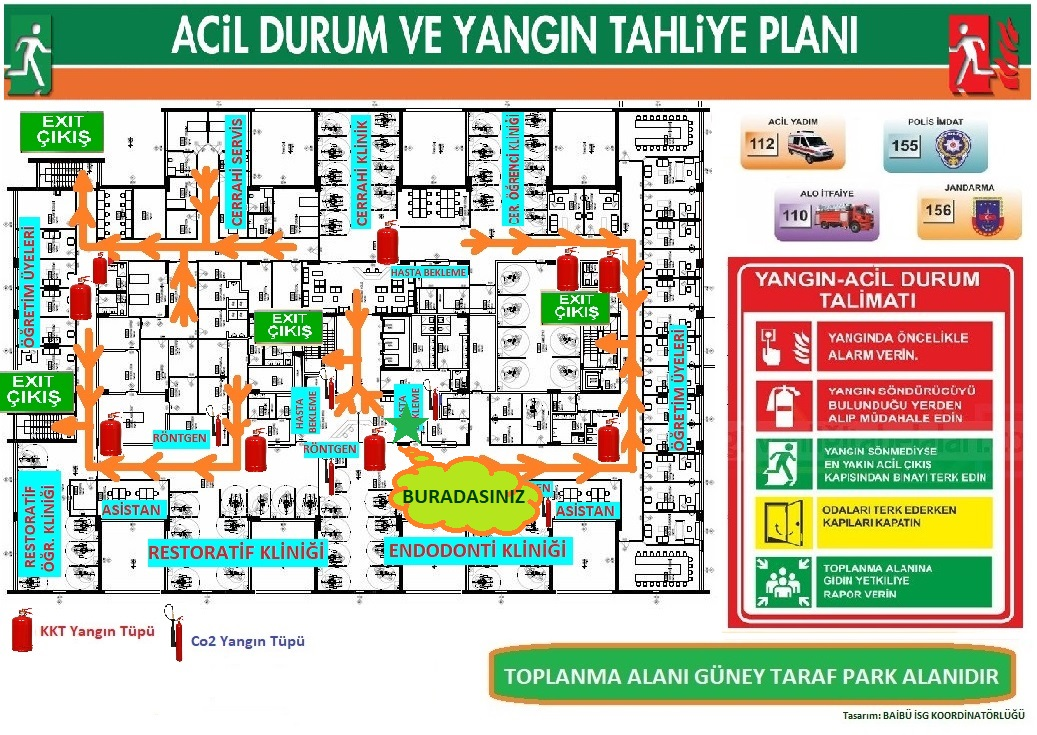 ACİL DURUM VE YANGIN TAHLİYE PLANI
EXIT
ÇIKIŞ
CERRAHİ SERVİS
CERRAHİ KLİNİK
CER. ÖĞRENCİ KLİNİĞİ
ACİL YADIM
112
POLİS İMDAT
155
ALO İTFAİYE
110
JANDARMA
156
ÖĞRETİM ÜYELERİ
HASTA BEKLEME
EXIT
ÇIKIŞ
EXIT
ÇIKIŞ
EXIT
ÇIKIŞ
ÖĞRETİM ÜYELERİ
HASTA
BEKLEME
RÖNTGEN
RÖNTGEN
BURADASINIZ
ASİSTAN
ASİSTAN
RESTORATİF
ÖĞR. KLİNİĞİ
RESTORATİF KLİNİĞİ
ENDODONTİ KLİNİĞİ
YANGIN-ACİL DURUM
TALİMATI
YANGINDA ÖNCELİKLE
ALARM VERİN.
YANGIN SÖNDÜRÜCÜYÜ
BULUNDUĞU YERDEN
ALIP MÜDAHALE EDİN
YANGIN SÖNMEDİYSE
EN YAKIN ACİL ÇIKIŞ
KAPISINDAN BİNAYI TERK EDİN
ODALARI TERK EDERKEN
KAPILARI KAPATIN
TOPLANMA ALANINA
GİDİN YETKİLİYE
RAPOR VERİN
KKT Yangın Tüpü
Co2 Yangın Tüpü
TOPLANMA ALANI GÜNEY TARAF PARK ALANIDIR
Tasarım: BAİBÜ İSG KOORDİNATÖRLÜĞÜ